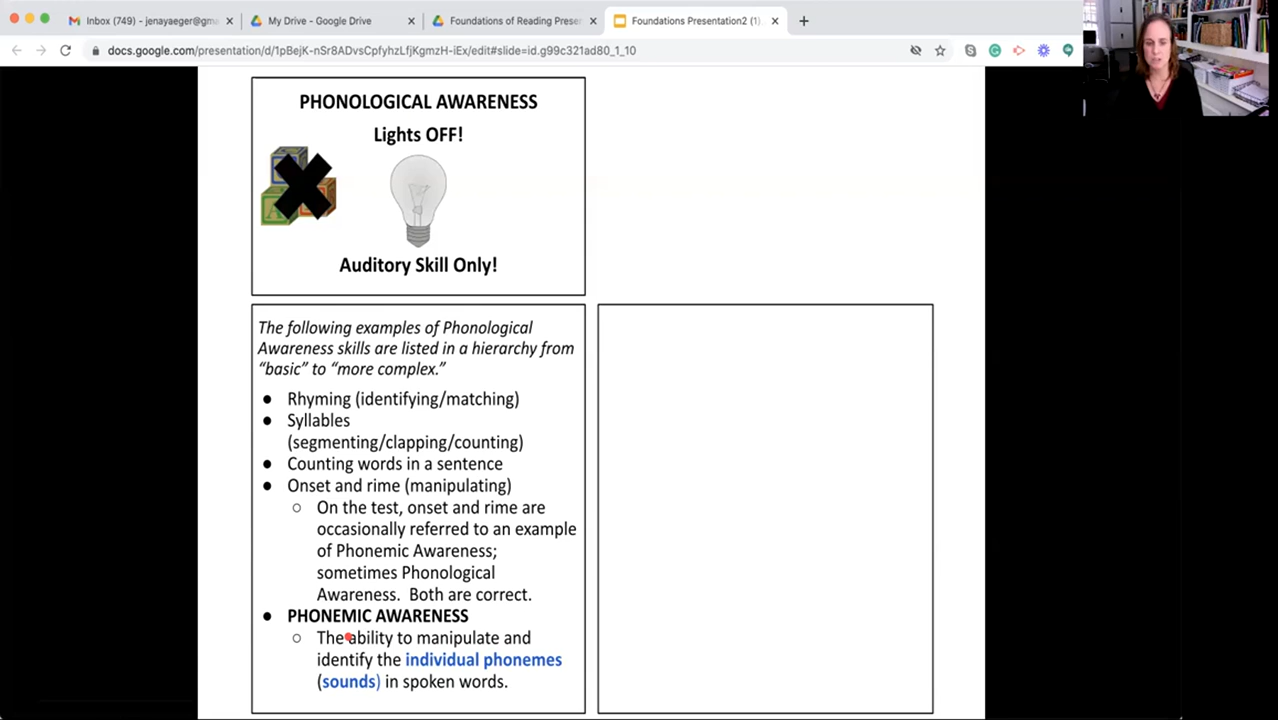 Inbox (749) - jenayaeger@gma
My Drive - Google Drive
Foundations of Reading Presen
Foundations Presentation2 (1)
docs.google.com/presentation/d/1pBejK-nSr8ADvsCpfyhzLfjKgmzH-iEx/edit#slide=id.g99c321ad80_1_10
PHONOLOGICAL AWARENESS
Lights OFF!
Auditory Skill Only!
The following examples of Phonological
Awareness skills are listed in a hierarchy from
“basic” to “more complex.”
● Rhyming (identifying/matching)
● Syllables
(segmenting/clapping/counting)
● Counting words in a sentence
● Onset and rime (manipulating)
○ On the test, onset and rime are
occasionally referred to an example
of Phonemic Awareness;
sometimes Phonological
Awareness. Both are correct.
● PHONEMIC AWARENESS
○ The ability to manipulate and
identify the individual phonemes
(sounds) in spoken words.